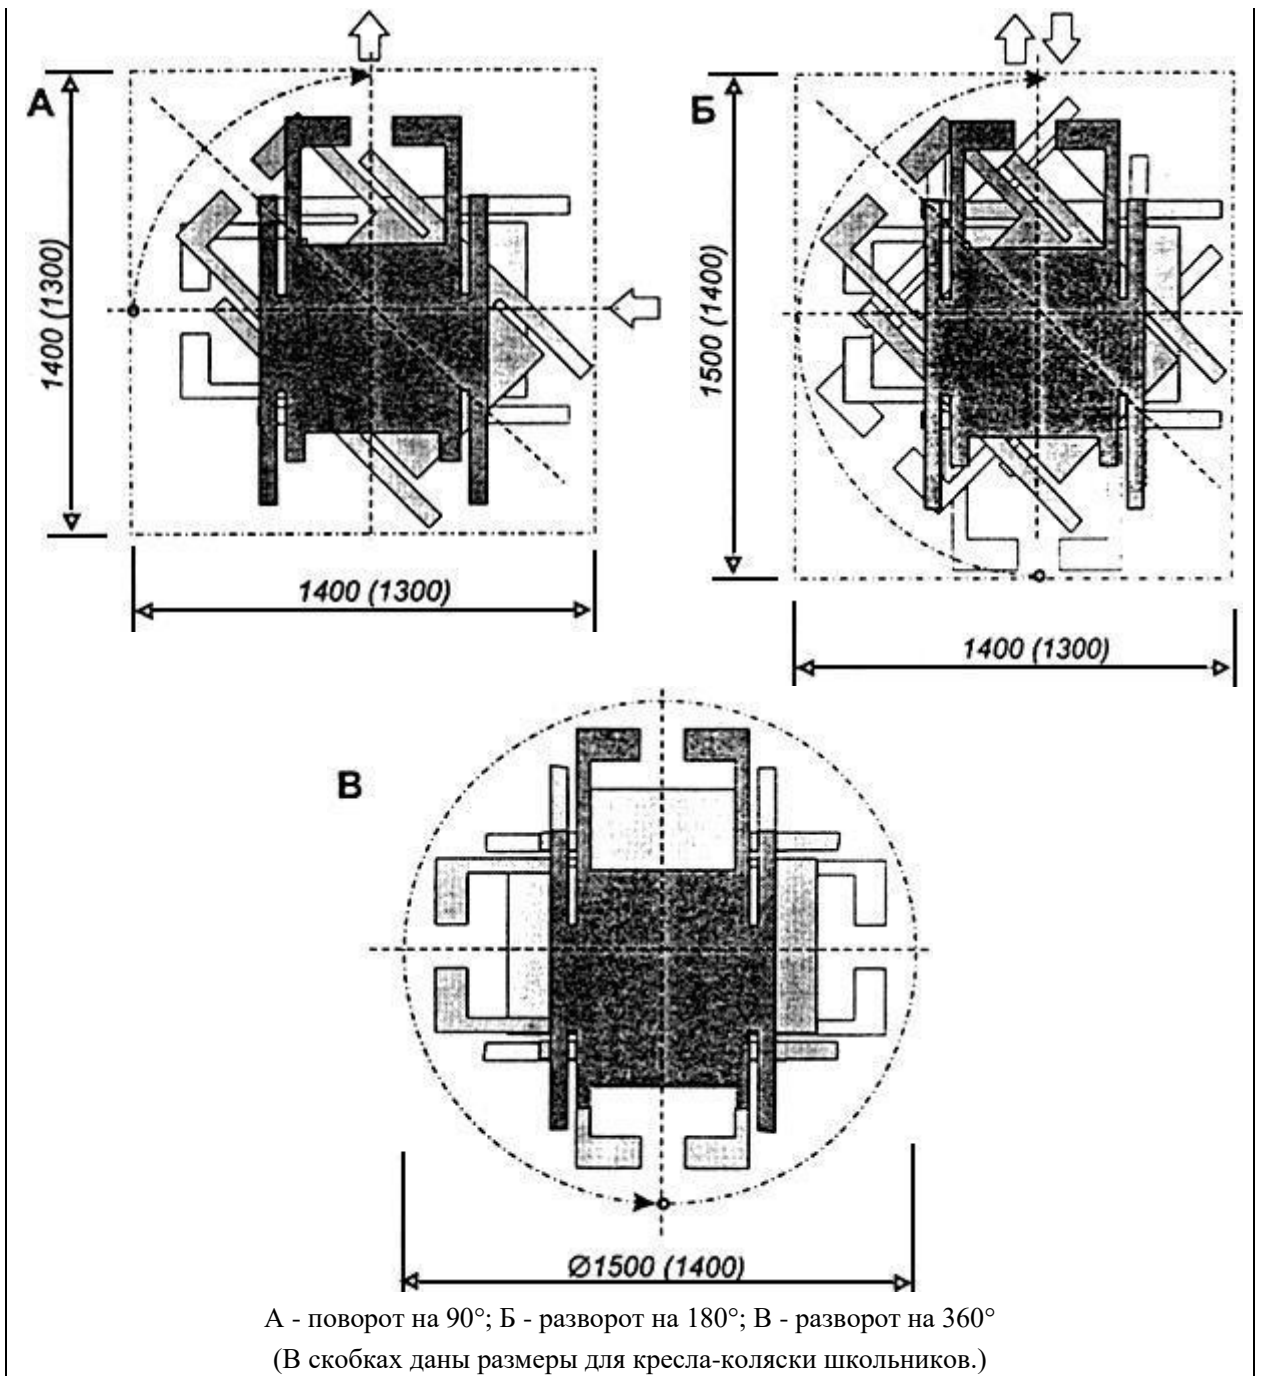 А
1400 (1300)
1400 (1300)
Б
1500 (1400)
1400 (1300)
В
Ø1500 (1400)
А - поворот на 90°; Б - разворот на 180°; В - разворот на 360°
(В скобках даны размеры для кресла-коляски школьников.)